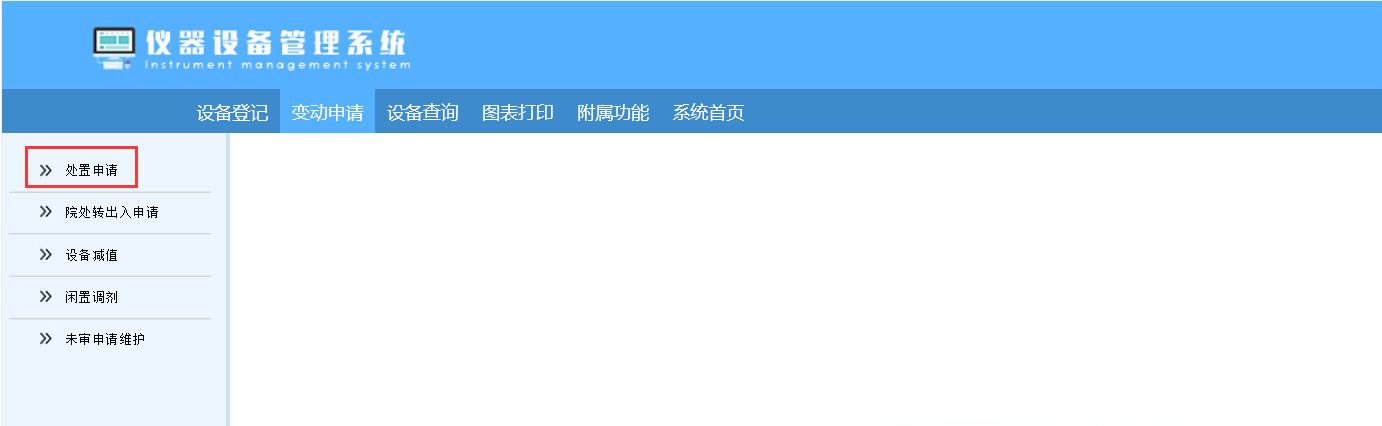 仪器设备管理系统
Instrument management system
设备登记 变动申请 设备查询 图表打印 附属功能 系统首页
处置申请
院处转出入申请
设备减值
闲置调剂
未审申请维护